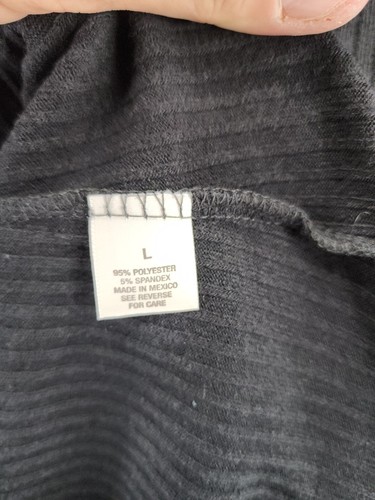 L
95% POLYESTER
5% SPANDEX
MADE IN MEXICO
SEE REVERSE
FOR CARE